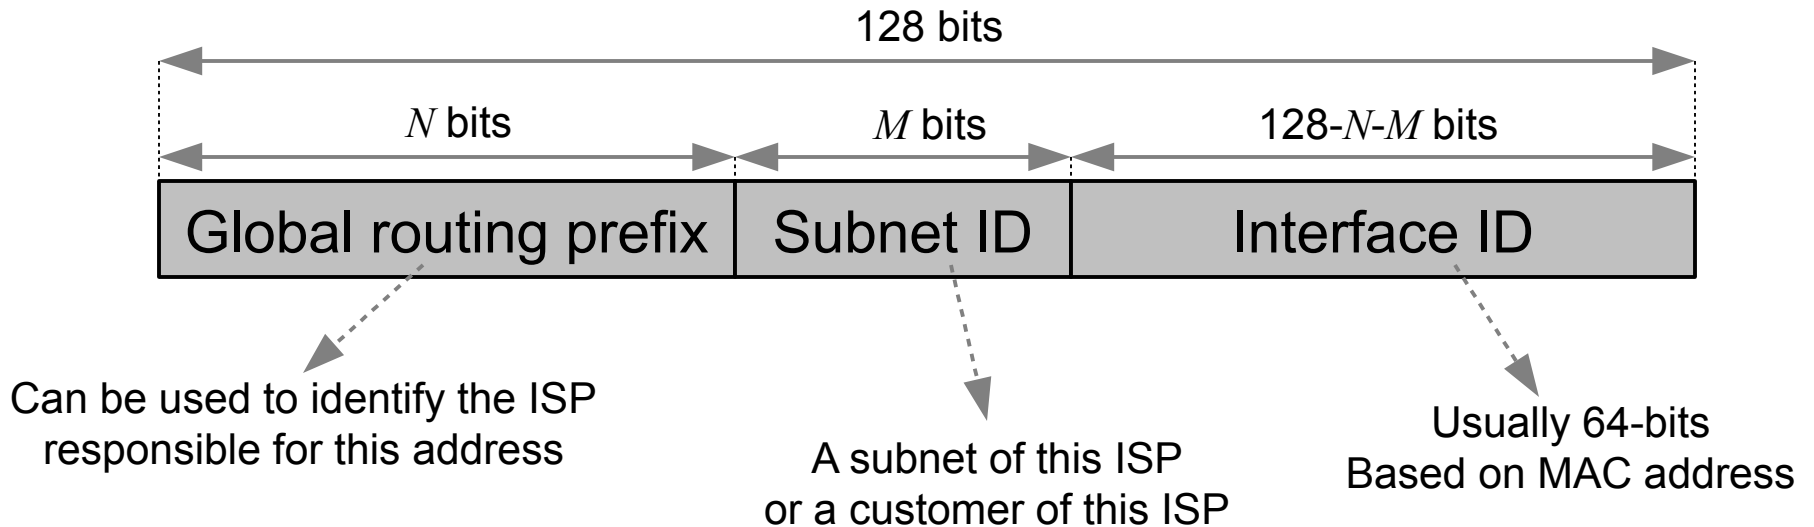 128 bits
N bits
M bits
128-N-M bits
Global routing prefix
Subnet ID
Interface ID
Can be used to identify the ISP
responsible for this address
A subnet of this ISP
or a customer of this ISP
Usually 64-bits
Based on MAC address